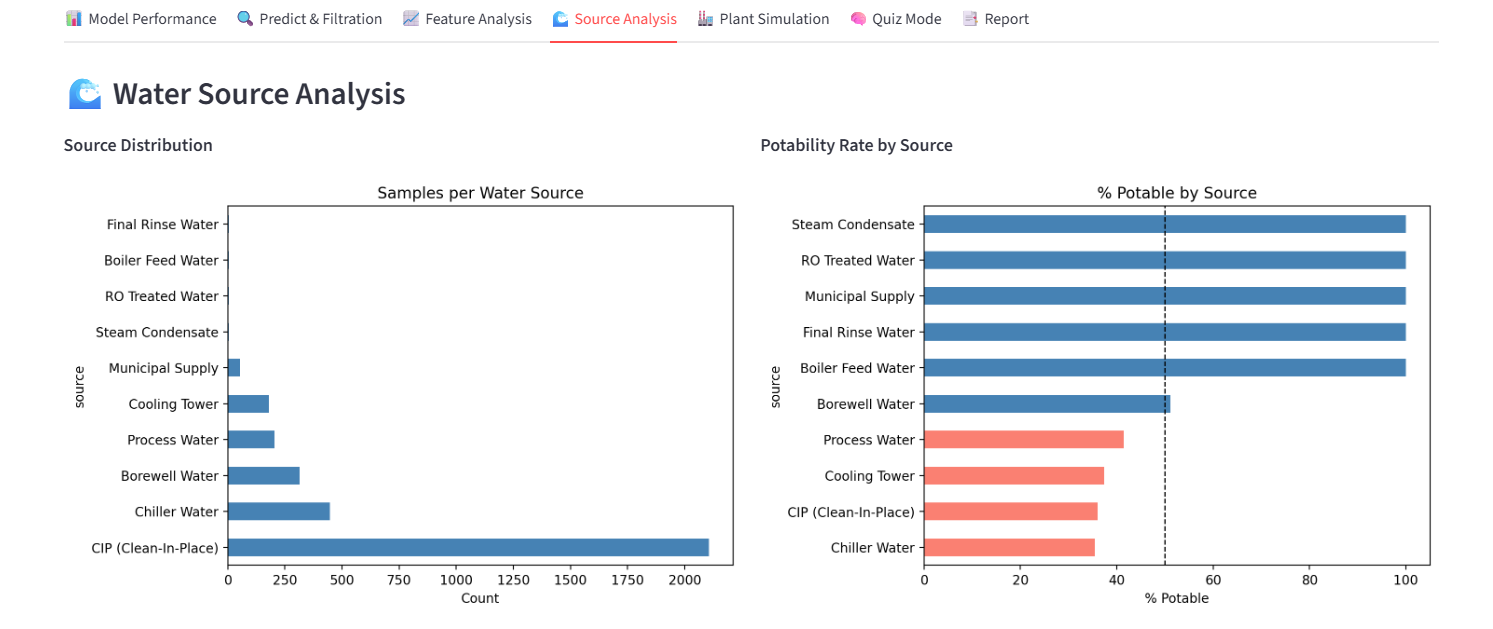 Model Performance Predict & Filtration Feature Analysis Source Analysis Plant Simulation Quiz Mode Report
Water Source Analysis
Source Distribution
Samples per Water Source
source
Final Rinse Water
Boiler Feed Water
RO Treated Water
Steam Condensate
Municipal Supply
Cooling Tower
Process Water
Borewell Water
Chiller Water
CIP (Clean-In-Place)
0 250 500 750 1000 1250 1500 1750 2000
Count
Potability Rate by Source
% Potable by Source
source
Steam Condensate
RO Treated Water
Municipal Supply
Final Rinse Water
Boiler Feed Water
Borewell Water
Process Water
Cooling Tower
CIP (Clean-In-Place)
Chiller Water
0 20 40 60 80 100
% Potable